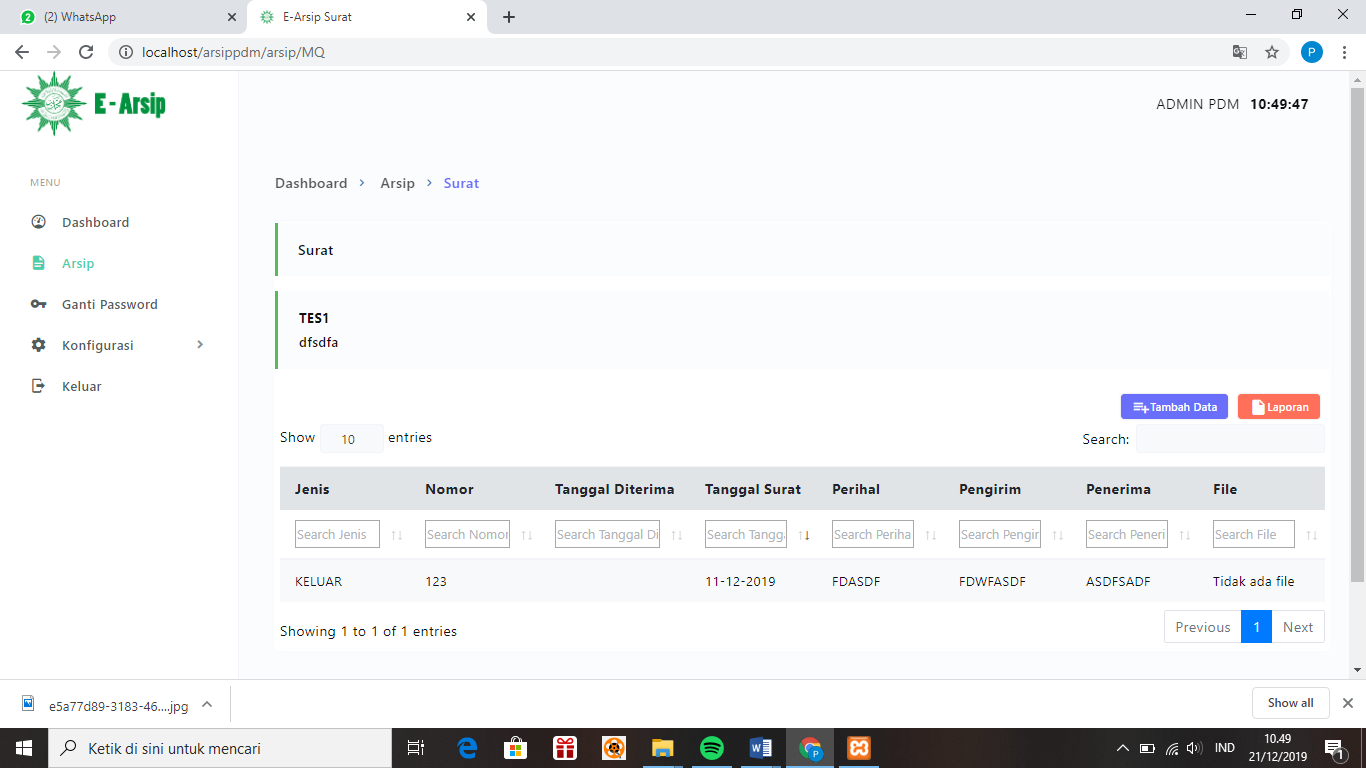 (2) WhatsApp
E-Arsip Surat
localhost/arsippdm/arsip/MQ
P
E - Arsip
ADMIN PDM 10:49:47
MENU
Dashboard
Arsip
Ganti Password
Konfigurasi
Keluar
Dashboard > Arsip > Surat
Surat
TES1
dfsdfa
Tambah Data
Laporan
Show 10 entries
Search:
Jenis Nomor Tanggal Diterima Tanggal Surat Perihal Pengirim Penerima File
Search Jenis Search Nomor Search Tanggal Di Search Tangg Search Periha Search Pengir Search Peneri Search File
KELUAR 123 11-12-2019 FDASDF FDWFASDF ASDFSADF Tidak ada file
Showing 1 to 1 of 1 entries
Previous 1 Next
e5a77d89-3183-46....jpg
Show all
Ketik di sini untuk mencari
IND
10.49
21/12/2019
1